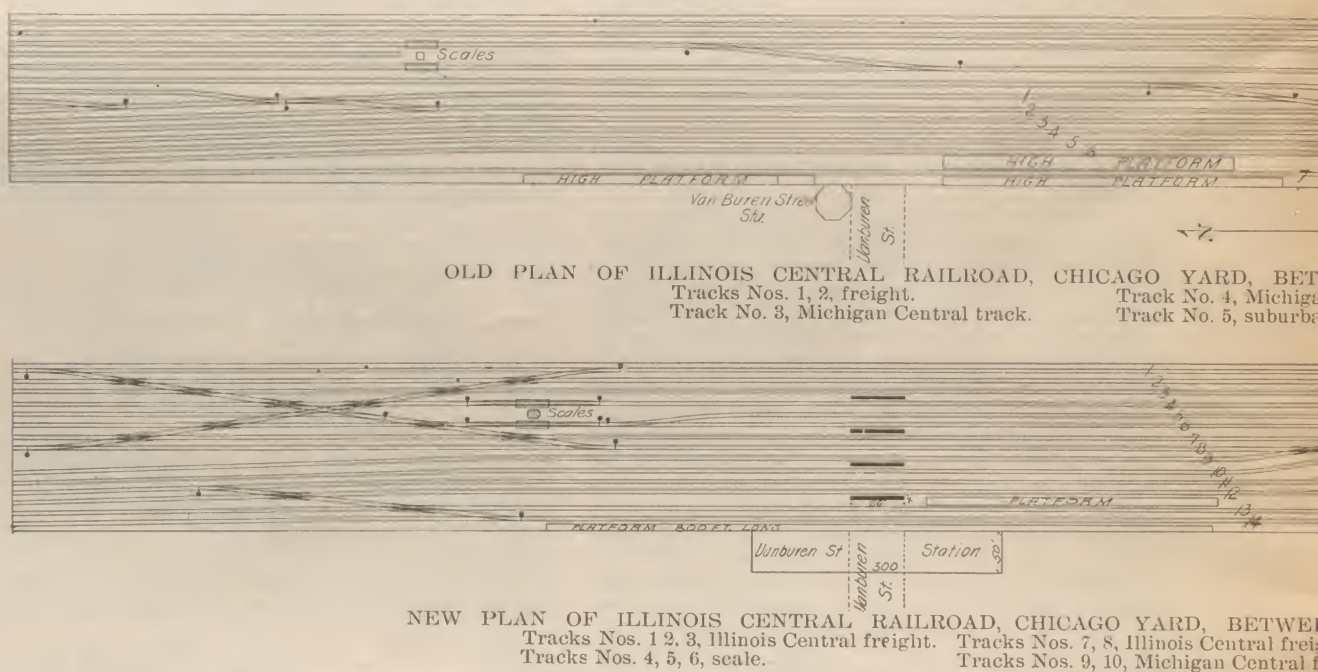 Scales
1
2
3
4
5
6
HIGH PLATFORM
HIGH PLATFORM
HIGH PLATFORM
7
Van Buren Stre
Sta.
Vanburen
St.
OLD PLAN OF ILLINOIS CENTRAL RAILROAD, CHICAGO YARD, BET
Tracks Nos. 1, 2, freight. Track No. 4, Michiga
Track No. 3, Michigan Central track. Track No. 5, suburba
1
2
3
4
5
6
7
8
9
10
11
12
13
14
Scales
PLATFORM
PLATFORM 800 FT. LONG
Vanburen St Station
50'
300
Vanburen
St.
NEW PLAN OF ILLINOIS CENTRAL RAILROAD, CHICAGO YARD, BETWE
Tracks Nos. 1 2, 3, Illinois Central freight. Tracks Nos. 7, 8, Illinois Central frei
Tracks Nos. 4, 5, 6, scale. Tracks Nos. 9, 10, Michigan Central f